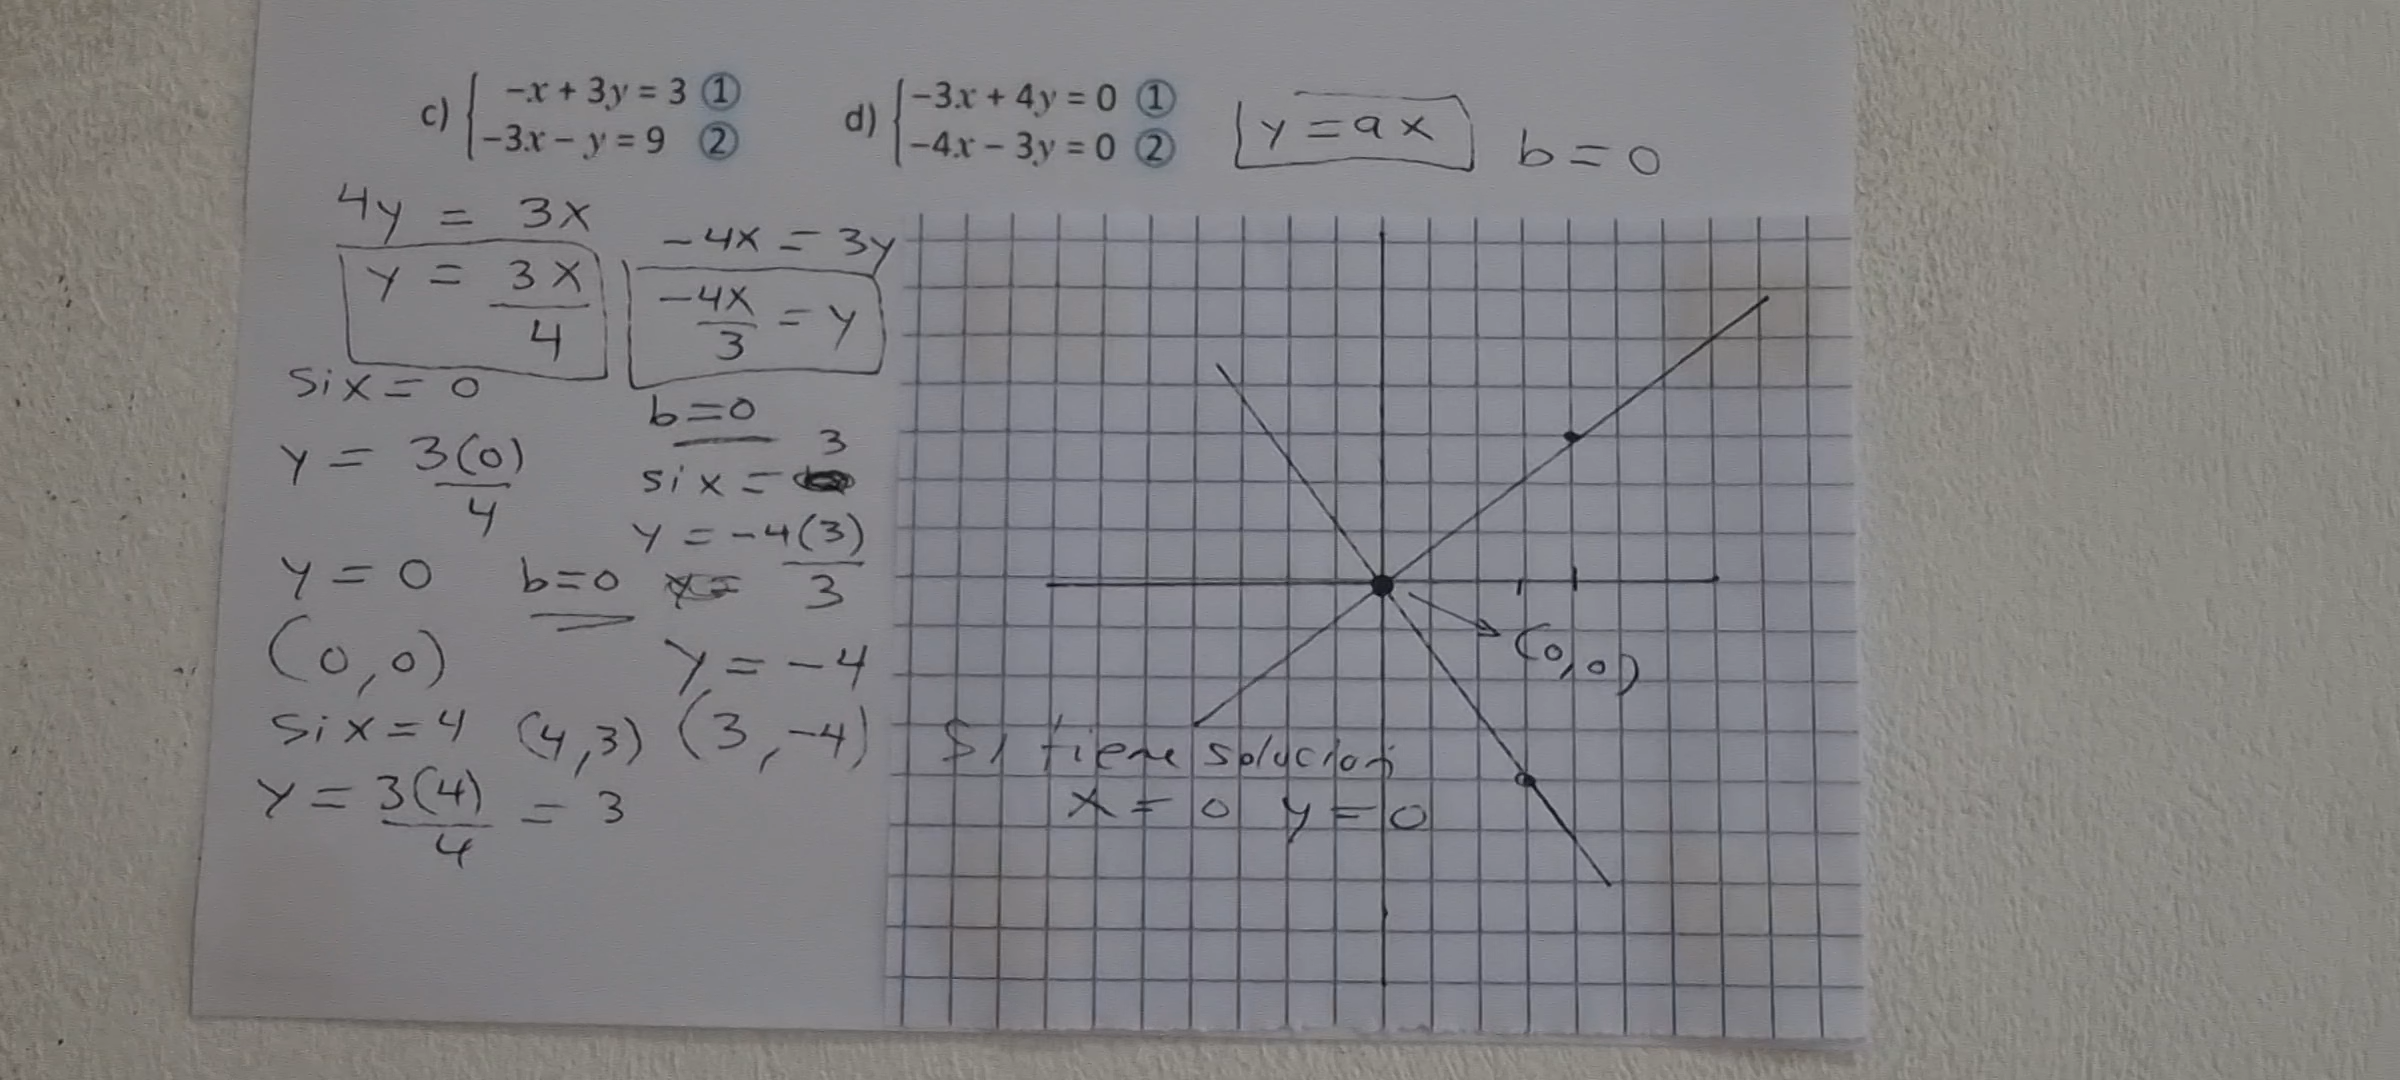 c) { -x + 3y = 3 ①
-3x - y = 9 ②
d) { -3x + 4y = 0 ①
-4x - 3y = 0 ②
y = ax
b = 0
4y = 3x
y = 3x/4
si x = 0
y = 3(0)/4
y = 0 b=0
(0,0)
si x = 4 (4,3)
y = 3(4)/4 = 3
-4x = 3y
-4x/3 = y
b=0
si x = 3
y = -4(3)/3
y = -4
(3,-4)
(0,0)
Si tiene solucion
x = 0 y = 0